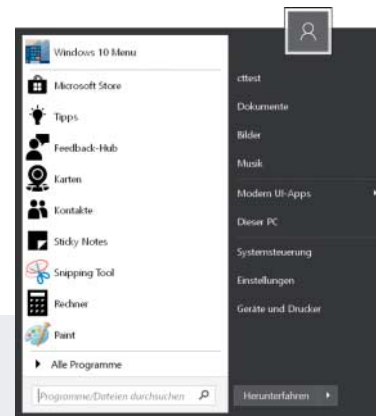 Windows 10 Menu
Microsoft Store
Tipps
Feedback-Hub
Karten
Kontakte
Sticky Notes
Snipping Tool
Rechner
Paint
Alle Programme
Programme/Dateien durchsuchen
cttest
Dokumente
Bilder
Musik
Modern UI-Apps
Dieser PC
Systemsteuerung
Einstellungen
Geräte und Drucker
Herunterfahren